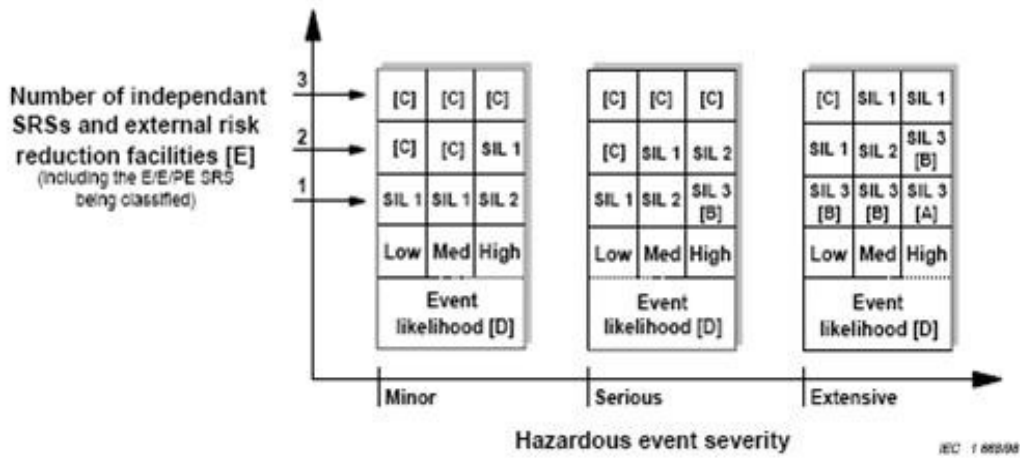 Number of independant
SRSs and external risk
reduction facilities [E]
(including the E/E/PE SRS
being classified)
3
2
1
[C] [C] [C]
[C] [C] SIL 1
SIL 1 SIL 1 SIL 2
Low Med High
Event
likelihood [D]
[C] [C] [C]
[C] SIL 1 SIL 2
SIL 1 SIL 2 SIL 3 [B]
Low Med High
Event
likelihood [D]
[C] SIL 1 SIL 1
SIL 1 SIL 2 SIL 3 [B]
SIL 3 [B] SIL 3 [B] SIL 3 [A]
Low Med High
Event
likelihood [D]
Minor
Serious
Extensive
Hazardous event severity